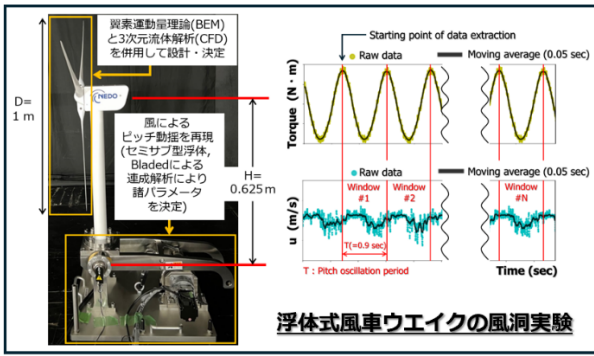 翼素運動量理論(BEM)
と3次元流体解析(CFD)
を併用して設計・決定
D=
1 m
NEDO
風による
ピッチ動揺を再現
(セミサブ型浮体,
Bladedによる
連成解析により
諸パラメータ
を決定)
H=
0.625m
Starting point of data extraction
Raw data
Moving average (0.05 sec)
Torque (N・m)
Raw data
Moving average (0.05 sec)
u (m/s)
Window
#1
Window
#2
Window
#N
T(=0.9 sec)
T : Pitch oscillation period
Time (sec)
浮体式風車ウエイクの風洞実験